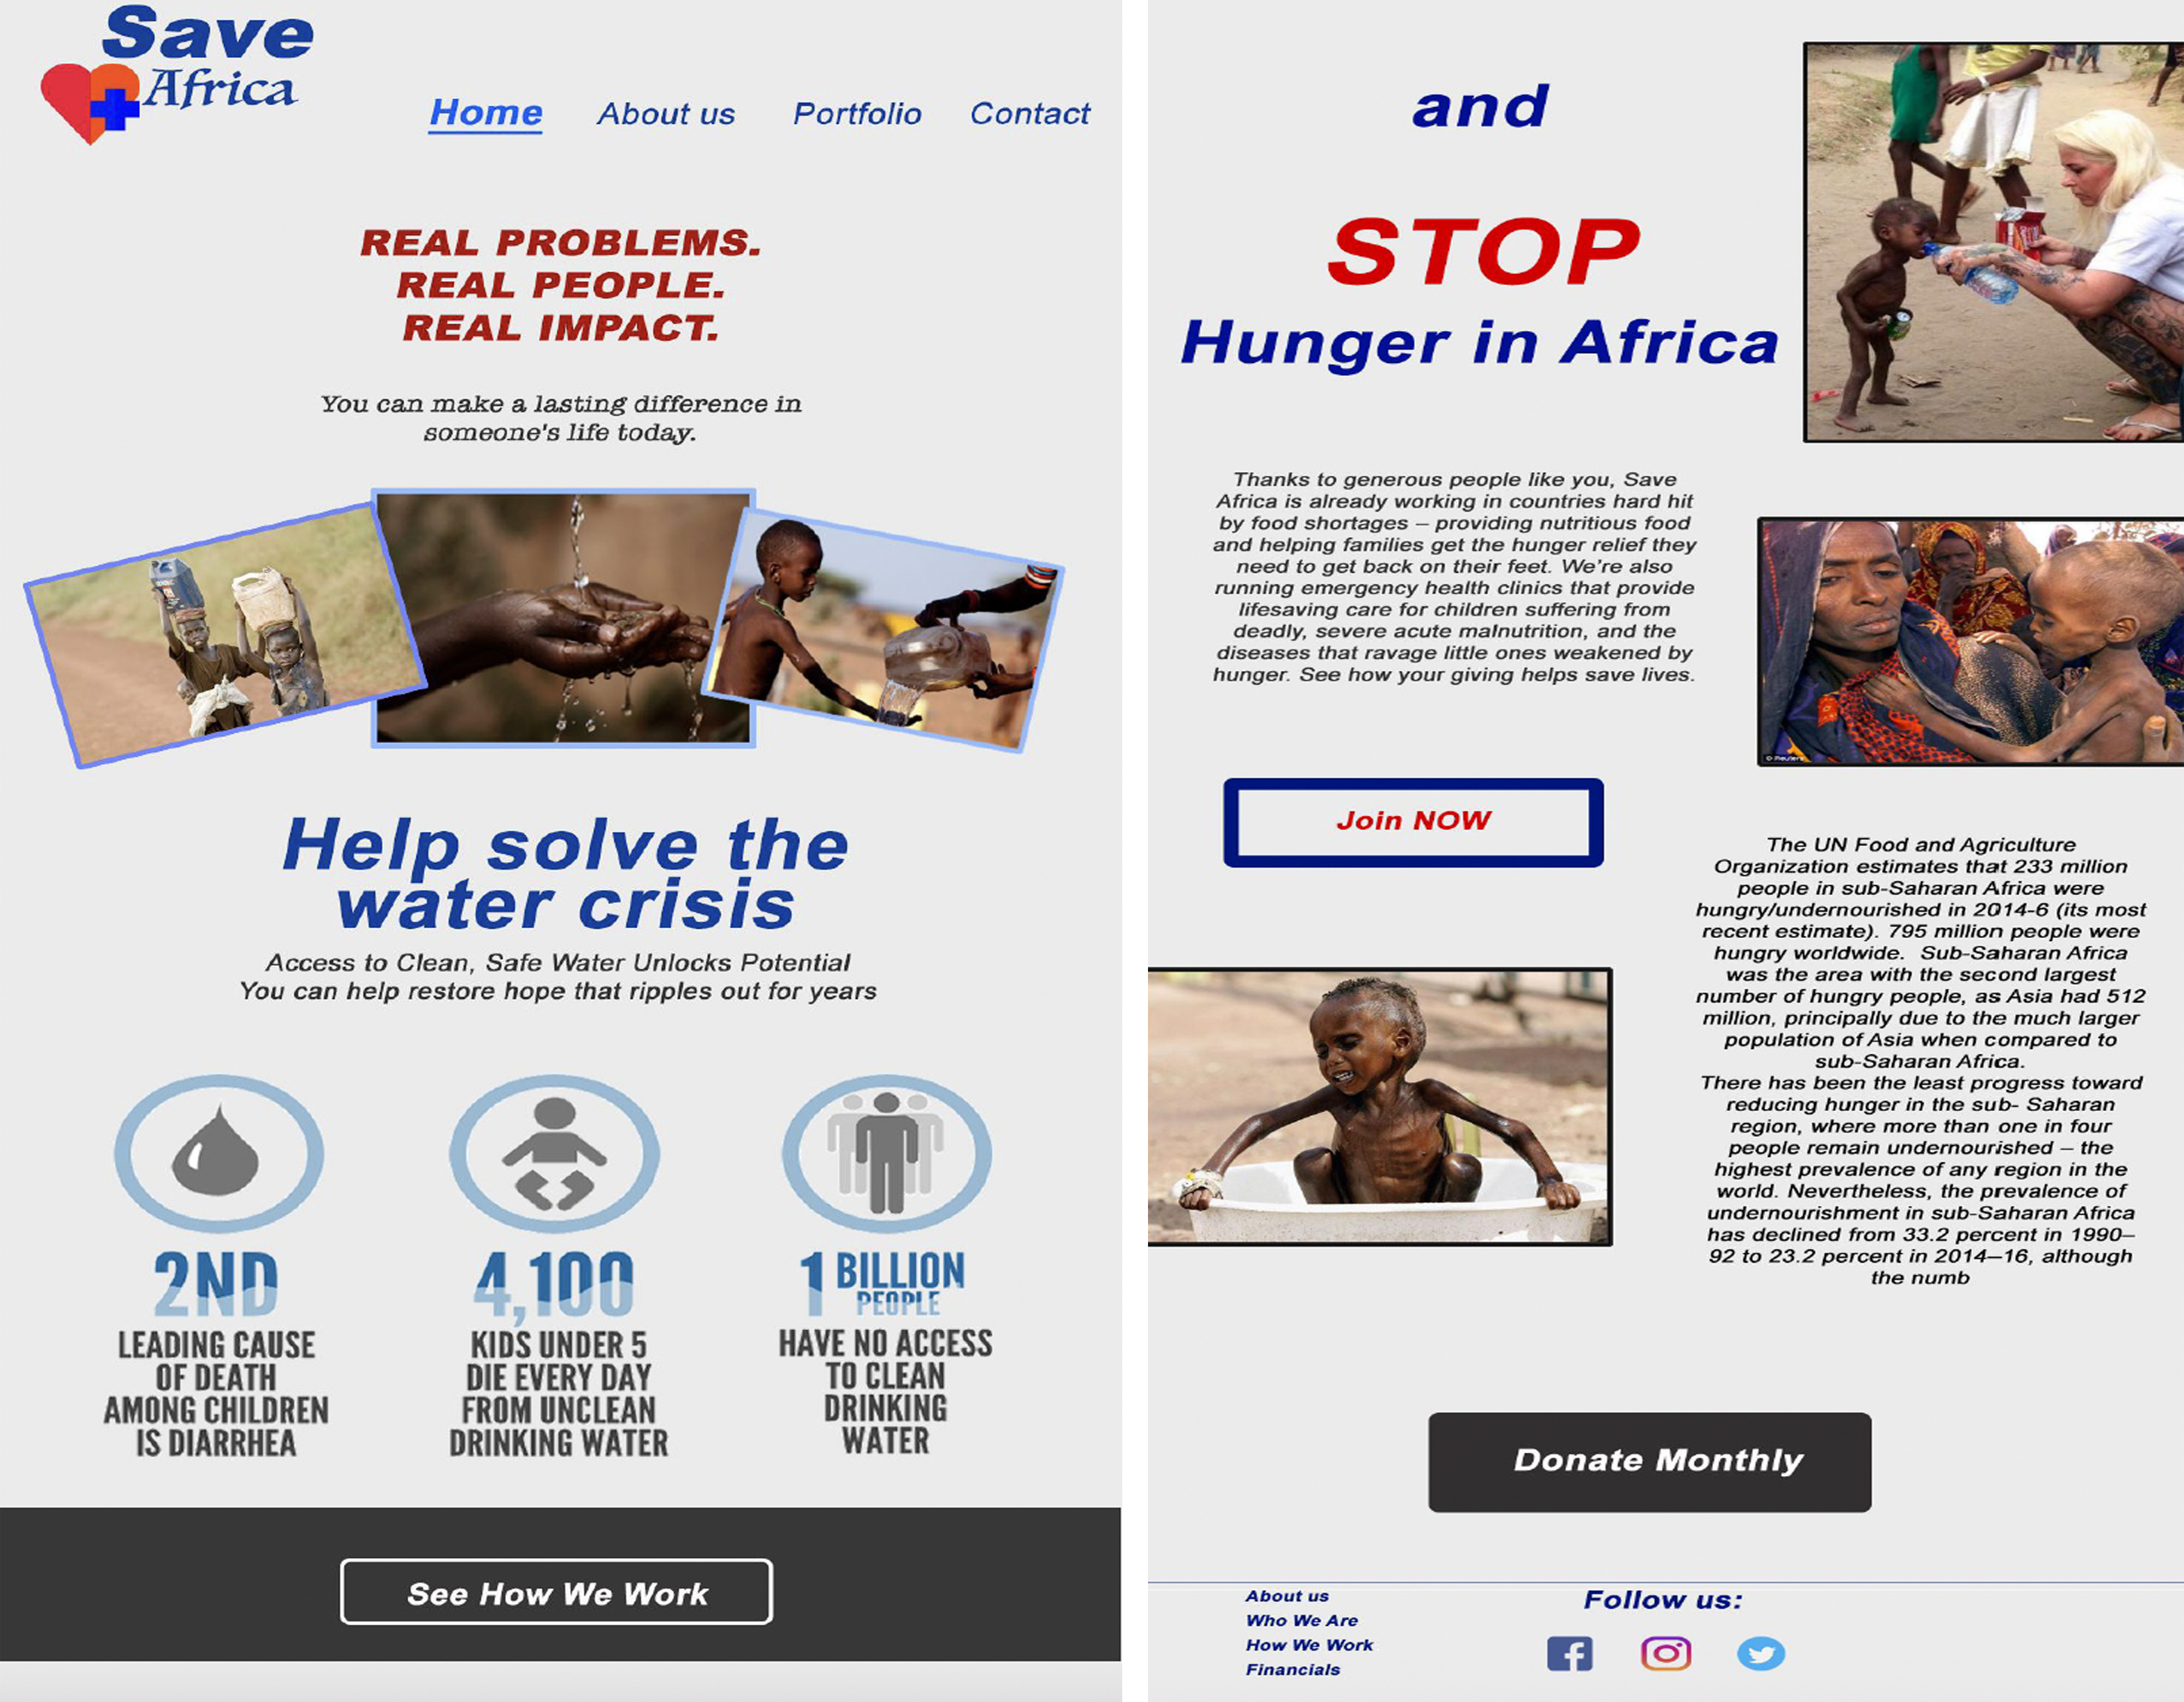 Save
Africa
Home
About us
Portfolio
Contact
REAL PROBLEMS.
REAL PEOPLE.
REAL IMPACT.
You can make a lasting difference in
someone's life today.
Help solve the
water crisis
Access to Clean, Safe Water Unlocks Potential
You can help restore hope that ripples out for years
2ND
LEADING CAUSE
OF DEATH
AMONG CHILDREN
IS DIARRHEA
4,100
KIDS UNDER 5
DIE EVERY DAY
FROM UNCLEAN
DRINKING WATER
1 BILLION
PEOPLE
HAVE NO ACCESS
TO CLEAN
DRINKING
WATER
See How We Work
and
STOP
Hunger in Africa
Thanks to generous people like you, Save
Africa is already working in countries hard hit
by food shortages – providing nutritious food
and helping families get the hunger relief they
need to get back on their feet. We're also
running emergency health clinics that provide
lifesaving care for children suffering from
deadly, severe acute malnutrition, and the
diseases that ravage little ones weakened by
hunger. See how your giving helps save lives.
© Reuters
Join NOW
The UN Food and Agriculture
Organization estimates that 233 million
people in sub-Saharan Africa were
hungry/undernourished in 2014-6 (its most
recent estimate). 795 million people were
hungry worldwide.  Sub-Saharan Africa
was the area with the second largest
number of hungry people, as Asia had 512
million, principally due to the much larger
population of Asia when compared to
sub-Saharan Africa.
There has been the least progress toward
reducing hunger in the sub- Saharan
region, where more than one in four
people remain undernourished – the
highest prevalence of any region in the
world. Nevertheless, the prevalence of
undernourishment in sub-Saharan Africa
has declined from 33.2 percent in 1990–
92 to 23.2 percent in 2014–16, although
the numb
Donate Monthly
About us
Who We Are
How We Work
Financials
Follow us: